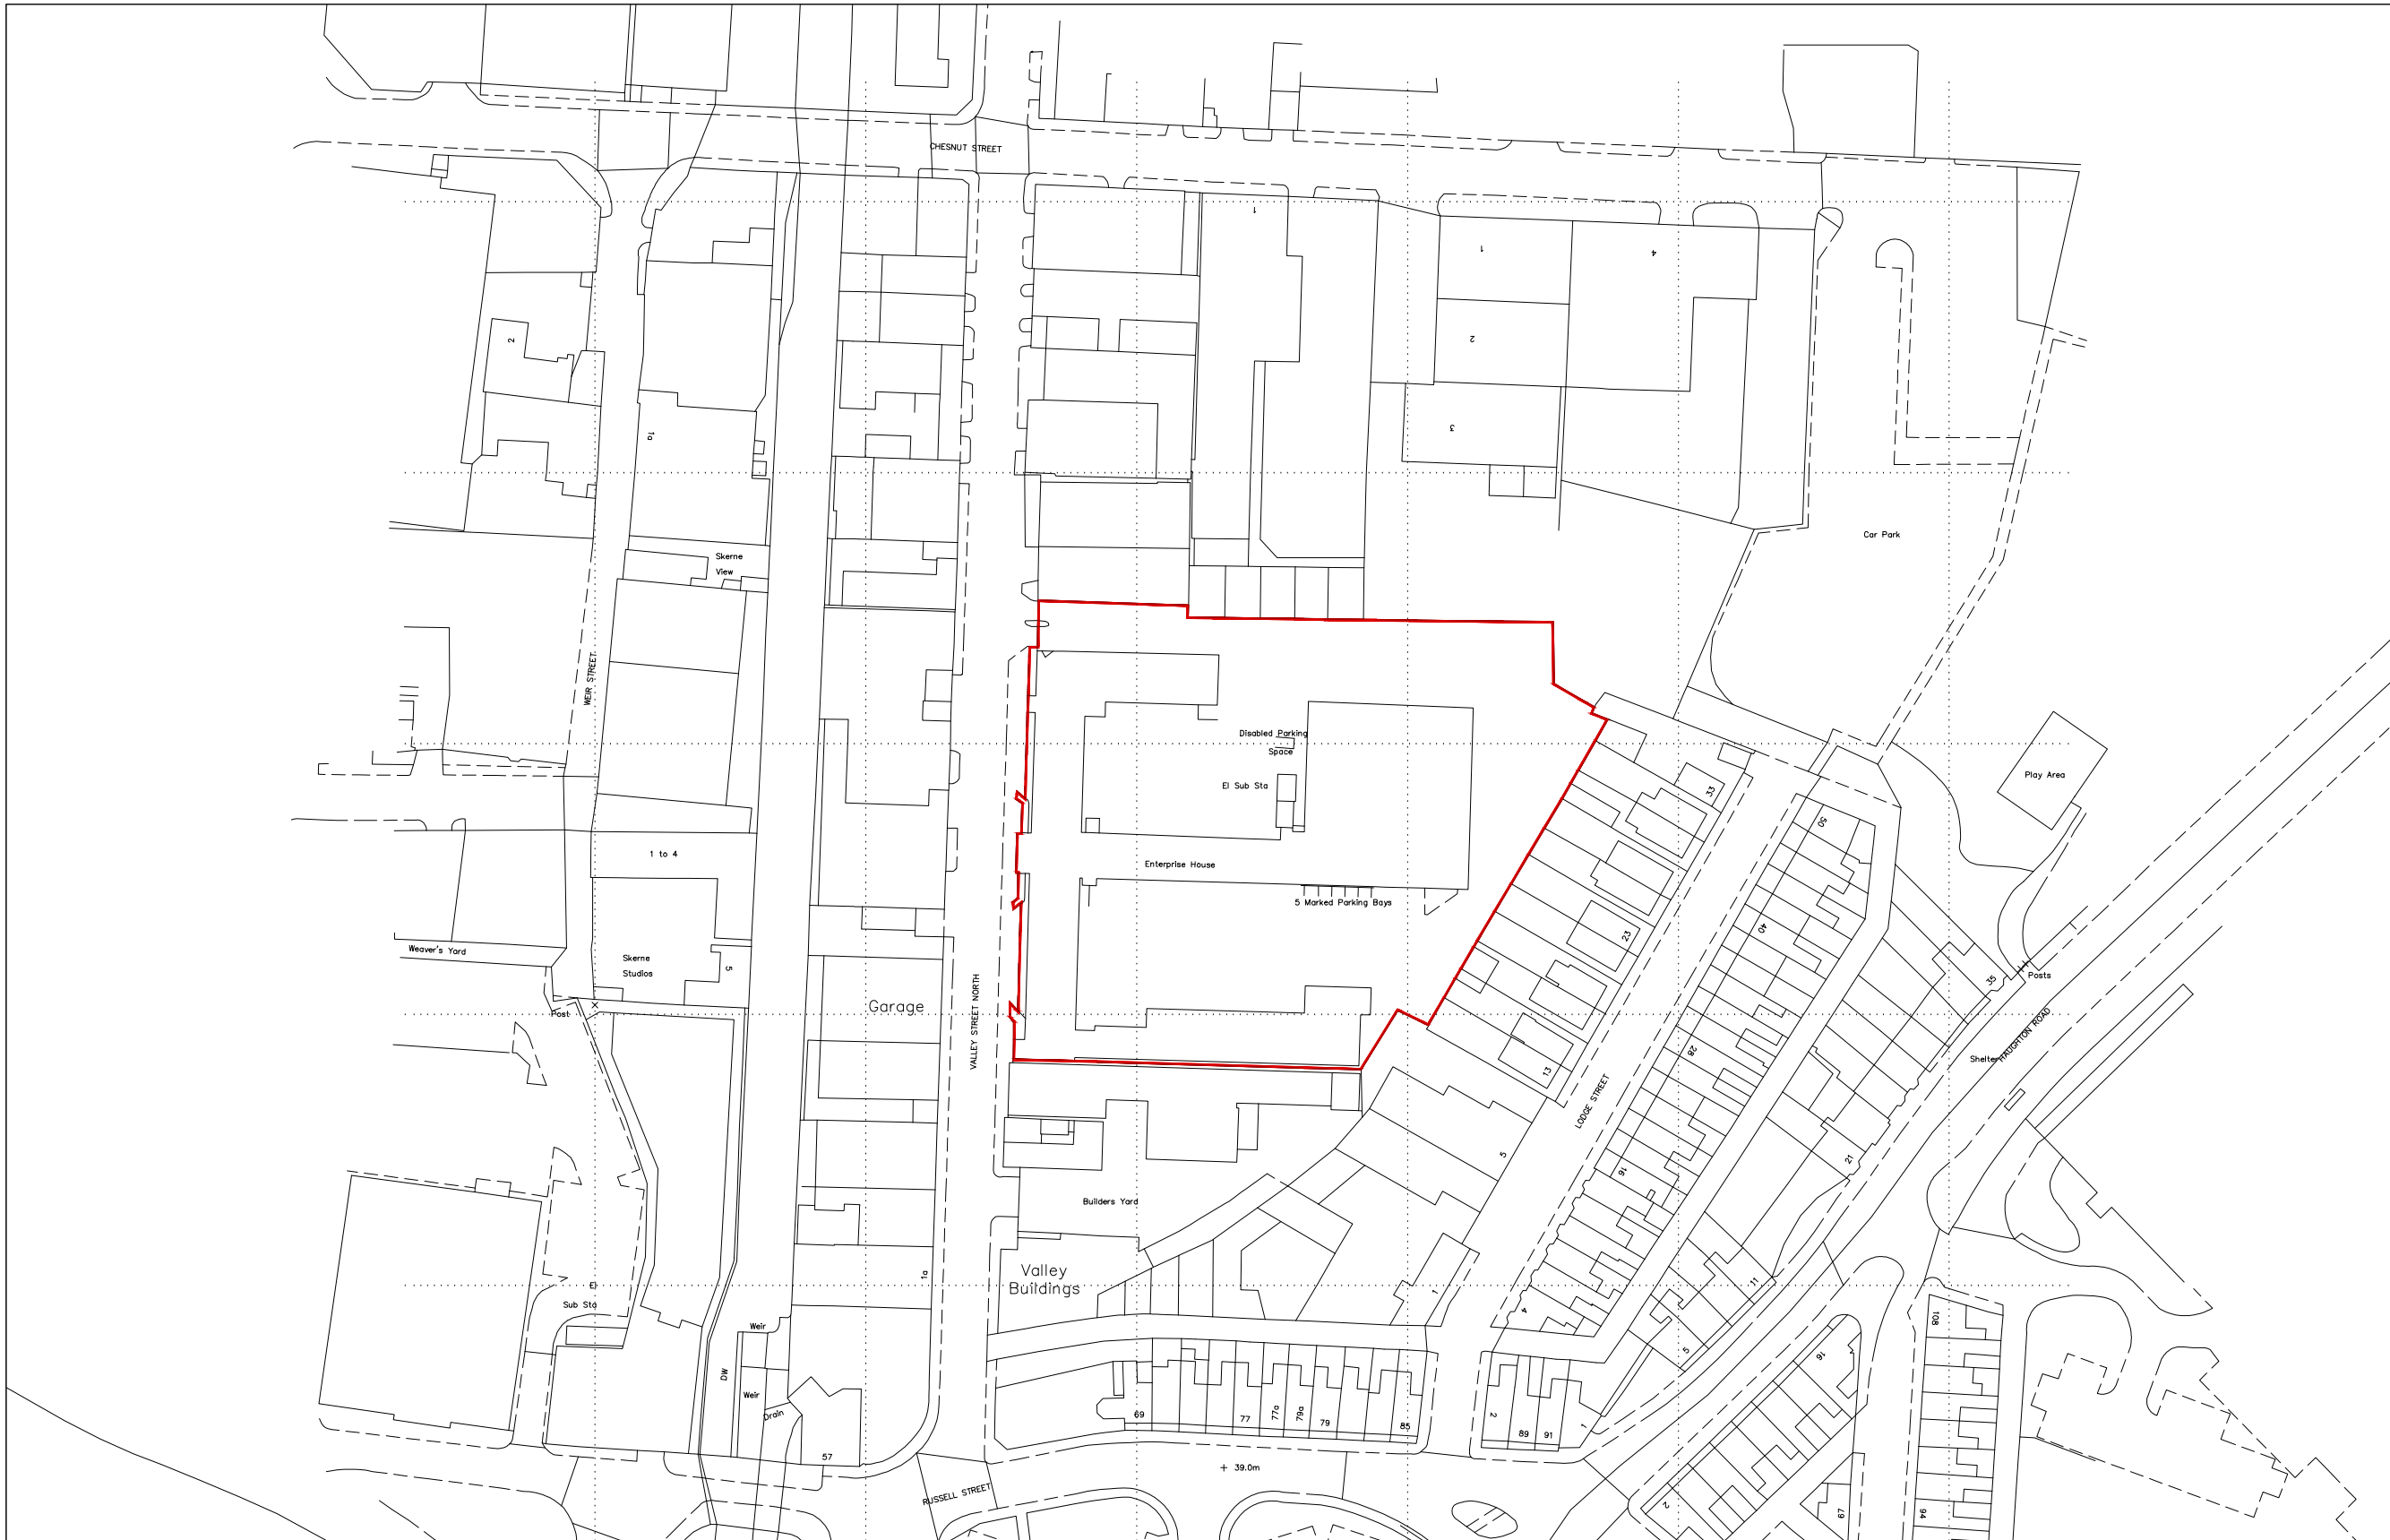 CHESNUT STREET
1
1
4
2
2
3
1a
Skerne
View
Car Park
WEIR STREET
Disabled Parking
Space
El Sub Sta
Play Area
33
50
1 to 4
Enterprise House
5 Marked Parking Bays
Weaver's Yard
Skerne
Studios
5
23
40
35
Posts
Post
Garage
VALLEY STREET NORTH
28
Shelter
HAUGHTON ROAD
13
LODGE STREET
5
16
21
Builders Yard
Valley
Buildings
1a
El
Sub Sta
1
4
11
5
108
16
Weir
DW
Weir
Drain
69
77
77a
79a
79
85
2
89
91
1
57
39.0m
RUSSELL STREET
2
67
94